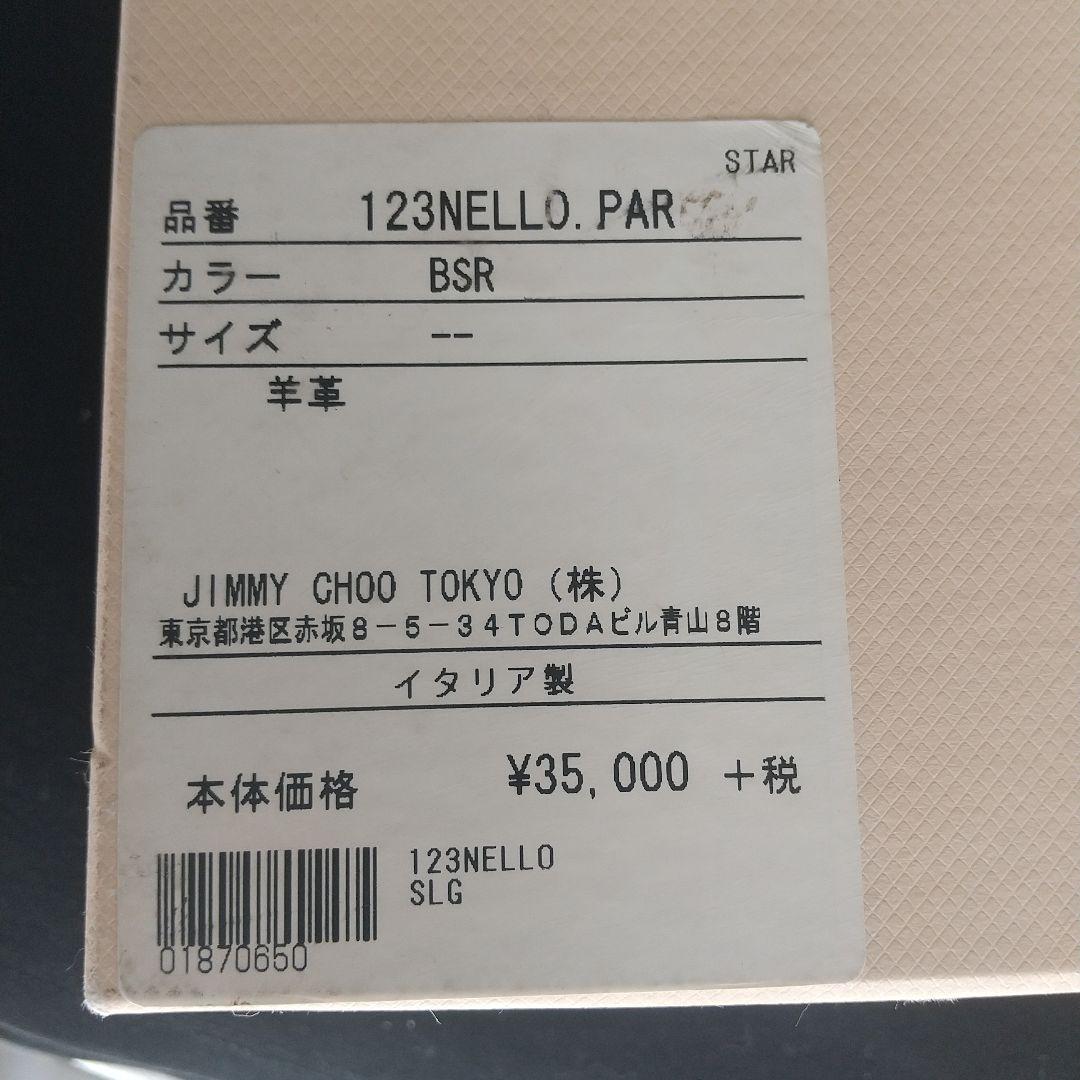 STAR
品番 123NELLO.PAR
カラー BSR
サイズ --
羊革
JIMMY CHOO TOKYO (株)
東京都港区赤坂8-5-34TODAビル青山8階
イタリア製
本体価格 ¥35,000 +税
123NELLO
SLG
01870650